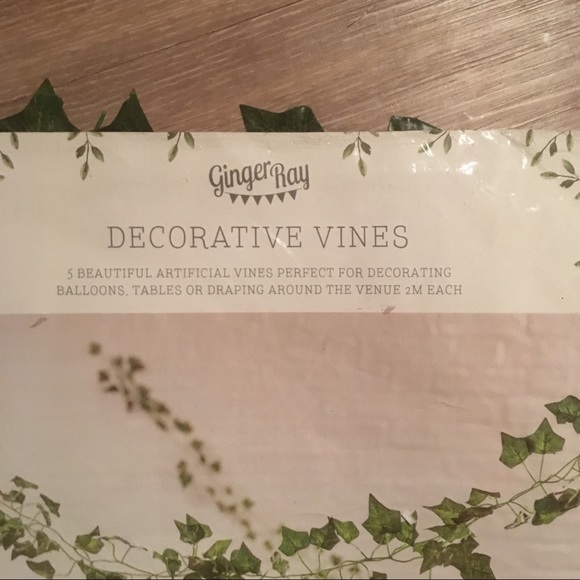 Ginger Ray
DECORATIVE VINES
5 BEAUTIFUL ARTIFICIAL VINES PERFECT FOR DECORATING
BALLOONS, TABLES OR DRAPING AROUND THE VENUE 2M EACH